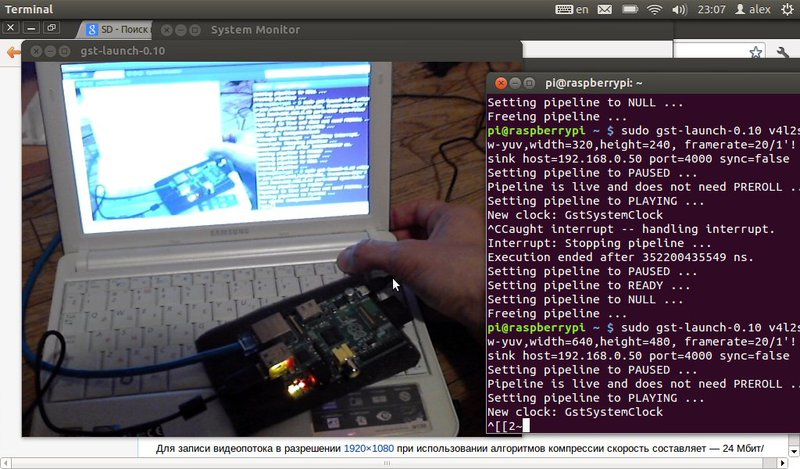 Terminal
en
23:07
alex
SD - Поиск
System Monitor
gst-launch-0.10
SAMSUNG
pi@raspberrypi: ~
Setting pipeline to NULL ...
Freeing pipeline ...
pi@raspberrypi ~ $ sudo gst-launch-0.10 v4l2s
w-yuv,width=320,height=240, framerate=20/1'!
sink host=192.168.0.50 port=4000 sync=false
Setting pipeline to PAUSED ...
Pipeline is live and does not need PREROLL ..
Setting pipeline to PLAYING ...
New clock: GstSystemClock
^CCaught interrupt -- handling interrupt.
Interrupt: Stopping pipeline ...
Execution ended after 352200435549 ns.
Setting pipeline to PAUSED ...
Setting pipeline to READY ...
Setting pipeline to NULL ...
Freeing pipeline ...
pi@raspberrypi ~ $ sudo gst-launch-0.10 v4l2s
w-yuv,width=640,height=480, framerate=20/1'!
sink host=192.168.0.50 port=4000 sync=false
Setting pipeline to PAUSED ...
Pipeline is live and does not need PREROLL ..
Setting pipeline to PLAYING ...
New clock: GstSystemClock
^[[2~
Для записи видеопотока в разрешении 1920×1080 при использовании алгоритмов компрессии скорость составляет — 24 Мбит/